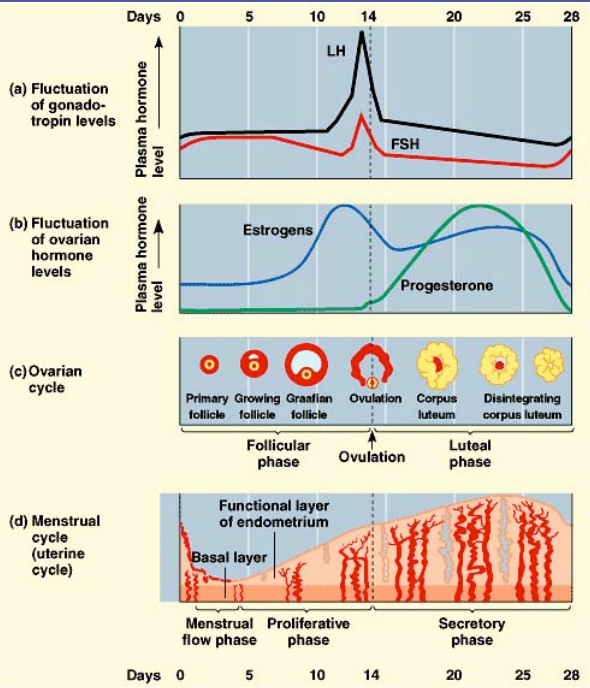 Days 0 5 10 14 20 25 28
(a) Fluctuation
of gonado-
tropin levels
Plasma hormone
level
LH
FSH
(b) Fluctuation
of ovarian
hormone
levels
Plasma hormone
level
Estrogens
Progesterone
(c) Ovarian
cycle
Primary
follicle
Growing
follicle
Graafian
follicle
Ovulation
Corpus
luteum
Disintegrating
corpus luteum
Follicular
phase
Ovulation
Luteal
phase
(d) Menstrual
cycle
(uterine
cycle)
Functional layer
of endometrium
Basal layer
Menstrual
flow phase
Proliferative
phase
Secretory
phase
Days 0 5 10 14 20 25 28